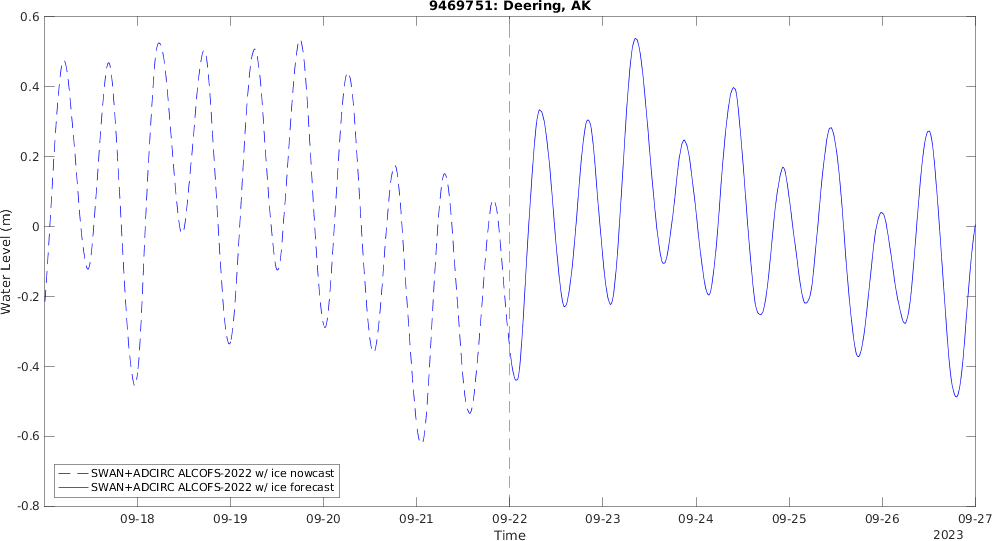 9469751: Deering, AK
0.6
0.4
0.2
0
-0.2
-0.4
-0.6
-0.8
Water Level (m)
SWAN+ADCIRC ALCOFS-2022 w/ ice nowcast
SWAN+ADCIRC ALCOFS-2022 w/ ice forecast
09-18 09-19 09-20 09-21 09-22 09-23 09-24 09-25 09-26 09-27
Time
2023